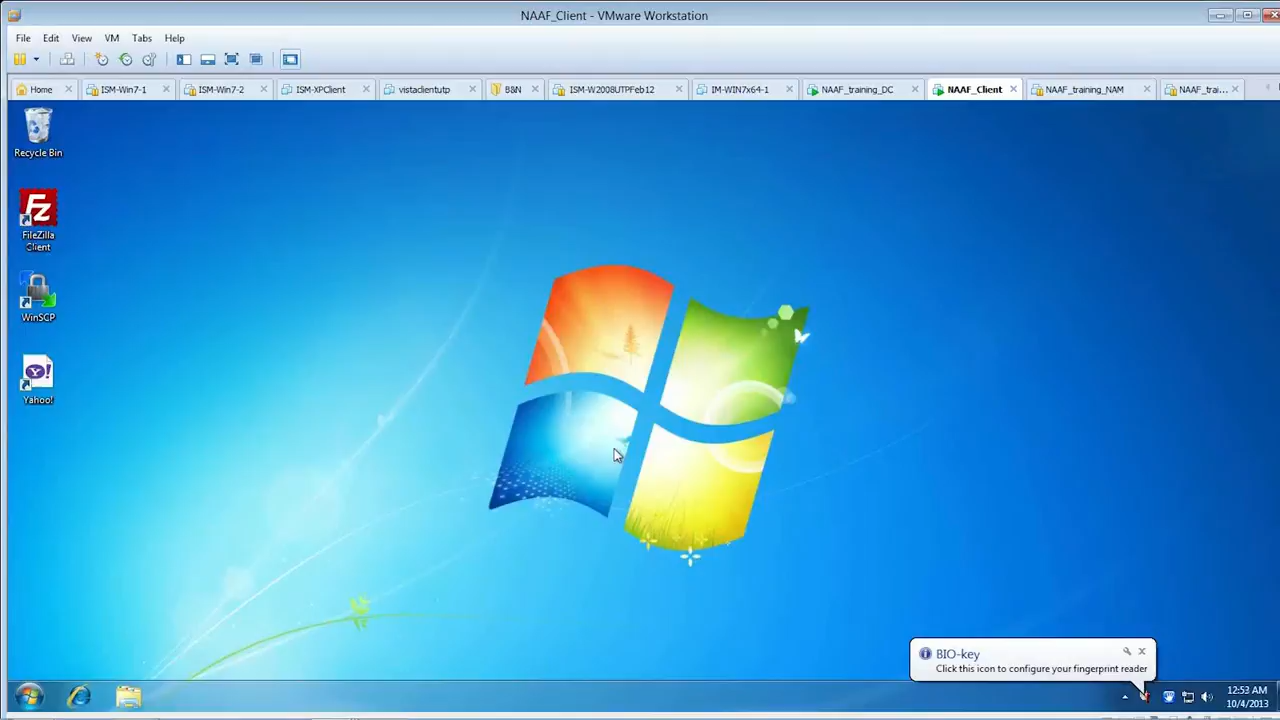 NAAF_Client - VMware Workstation
File Edit View VM Tabs Help
Home ISM-Win7-1 ISM-Win7-2 ISM-XPClient vistaclientutp B&N ISM-W2008UTPFeb12 IM-WIN7x64-1 NAAF_training_DC NAAF_Client NAAF_training_NAM NAAF_trai...
Recycle Bin
Fz
FileZilla
Client
WinSCP
Y!
Yahoo!
BIO-key
Click this icon to configure your fingerprint reader
12:53 AM
10/4/2013